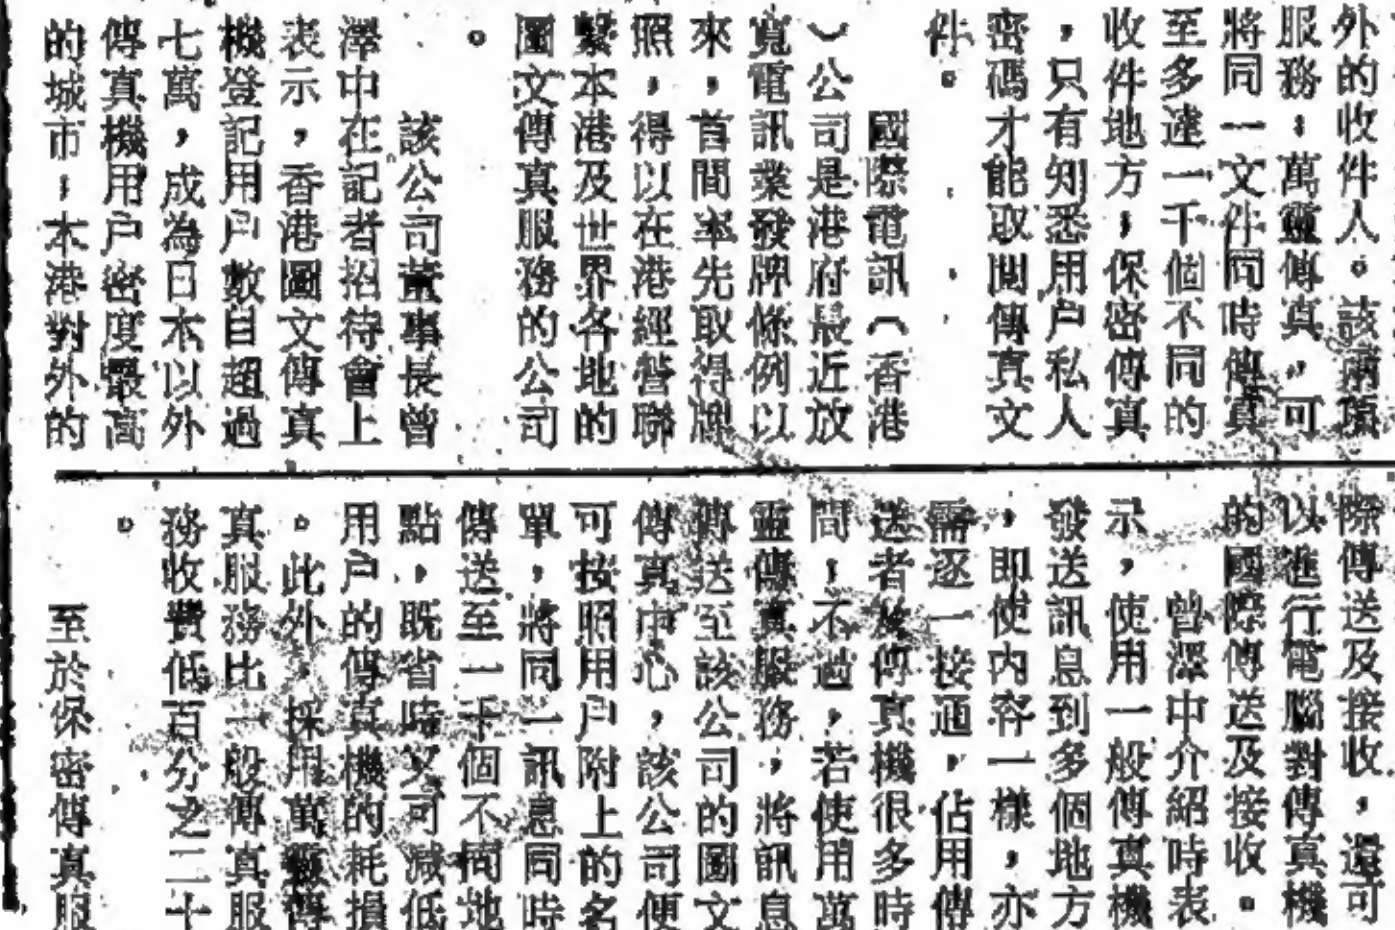 外的收件人。該兩項
服務：萬靈傳真，可
將同一文件同時傳真
至多達一千個不同的
收件地方；保密傳真
，只有知悉用户私人
密碼才能取閱傳真文
件。
國際電訊（香港
）公司是港府最近放
寬電訊業發牌條例以
來，首間率先取得牌
照，得以在港經營聯
繫本港及世界各地的
圖文傳真服務的公司
。
該公司董事長曾
澤中在記者招待會上
表示，香港圖文傳真
機登記用户數目超過
七萬，成為日本以外
傳真機用户密度最高
的城市；本港對外的
際傳送及接收，還可
以進行電腦對傳真機
的國際傳送及接收。
曾澤中介紹時表
示，使用一般傳真機
發送訊息到多個地方
，即使內容一樣，亦
需逐一接通，佔用傳
送者及傳真機很多時
間；不過，若使用萬
靈傳真服務，將訊息
傳送至該公司的圖文
傳真中心，該公司便
可按照用户附上的名
單，將同一訊息同時
傳送至一千個不同地
點，既省時又可減低
用户的傳真機的耗損
。此外，採用萬靈傳
真服務比一般傳真服
務收費低百分之二十
。
至於保密傳真服